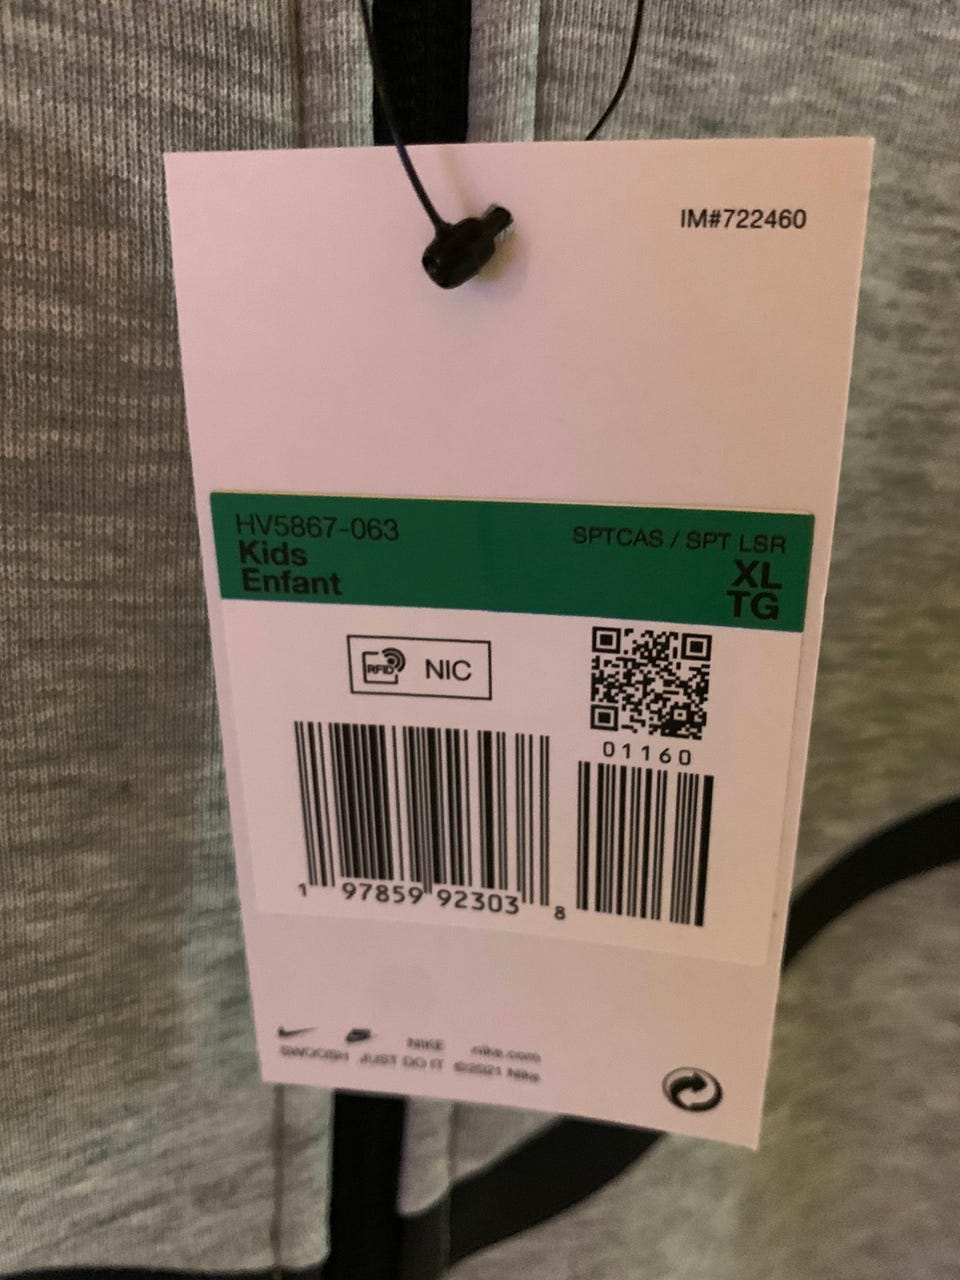 IM#722460
HV5867-063
Kids
Enfant
SPTCAS / SPT LSR
XL
TG
RFID NIC
01160
1 97859 92303 8
NIKE nike.com
SWOOSH JUST DO IT ©2021 Nike